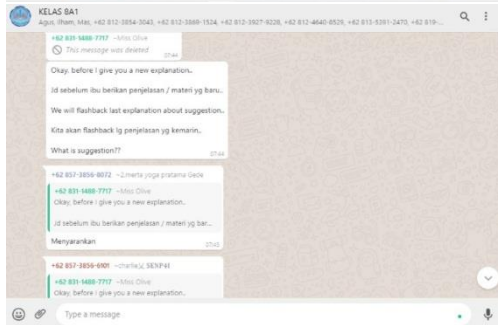 KELAS 8A1
Agus, Ilham, Mas, +62 812-3854-3043, +62 812-3869-1524, +62 812-3927-9228, +62 812-4640-8529, +62 812-5391-2470, +62 819-...
+62 831-1488-7717 ~Miss Olive
This message was deleted
07.44
Okay, before I give you a new explanation..
Jd sebelum ibu berikan penjelasan / materi yg baru..
We will flashback last explanation about suggestion..
Kita akan flashback lg penjelasan yg kemarin..
What is suggestion??
07.44
+62 857-3856-8072 ~2.merta yoga pratama Gede
+62 831-1488-7717 ~Miss Olive
Okay, before I give you a new explanation..
Jd sebelum ibu berikan penjelasan / materi yg bar...
Menyarankan
07.45
+62 857-3856-6101 ~charlie SENP41
+62 831-1488-7717 ~Miss Olive
Okay, before I give you a new explanation..
Type a message